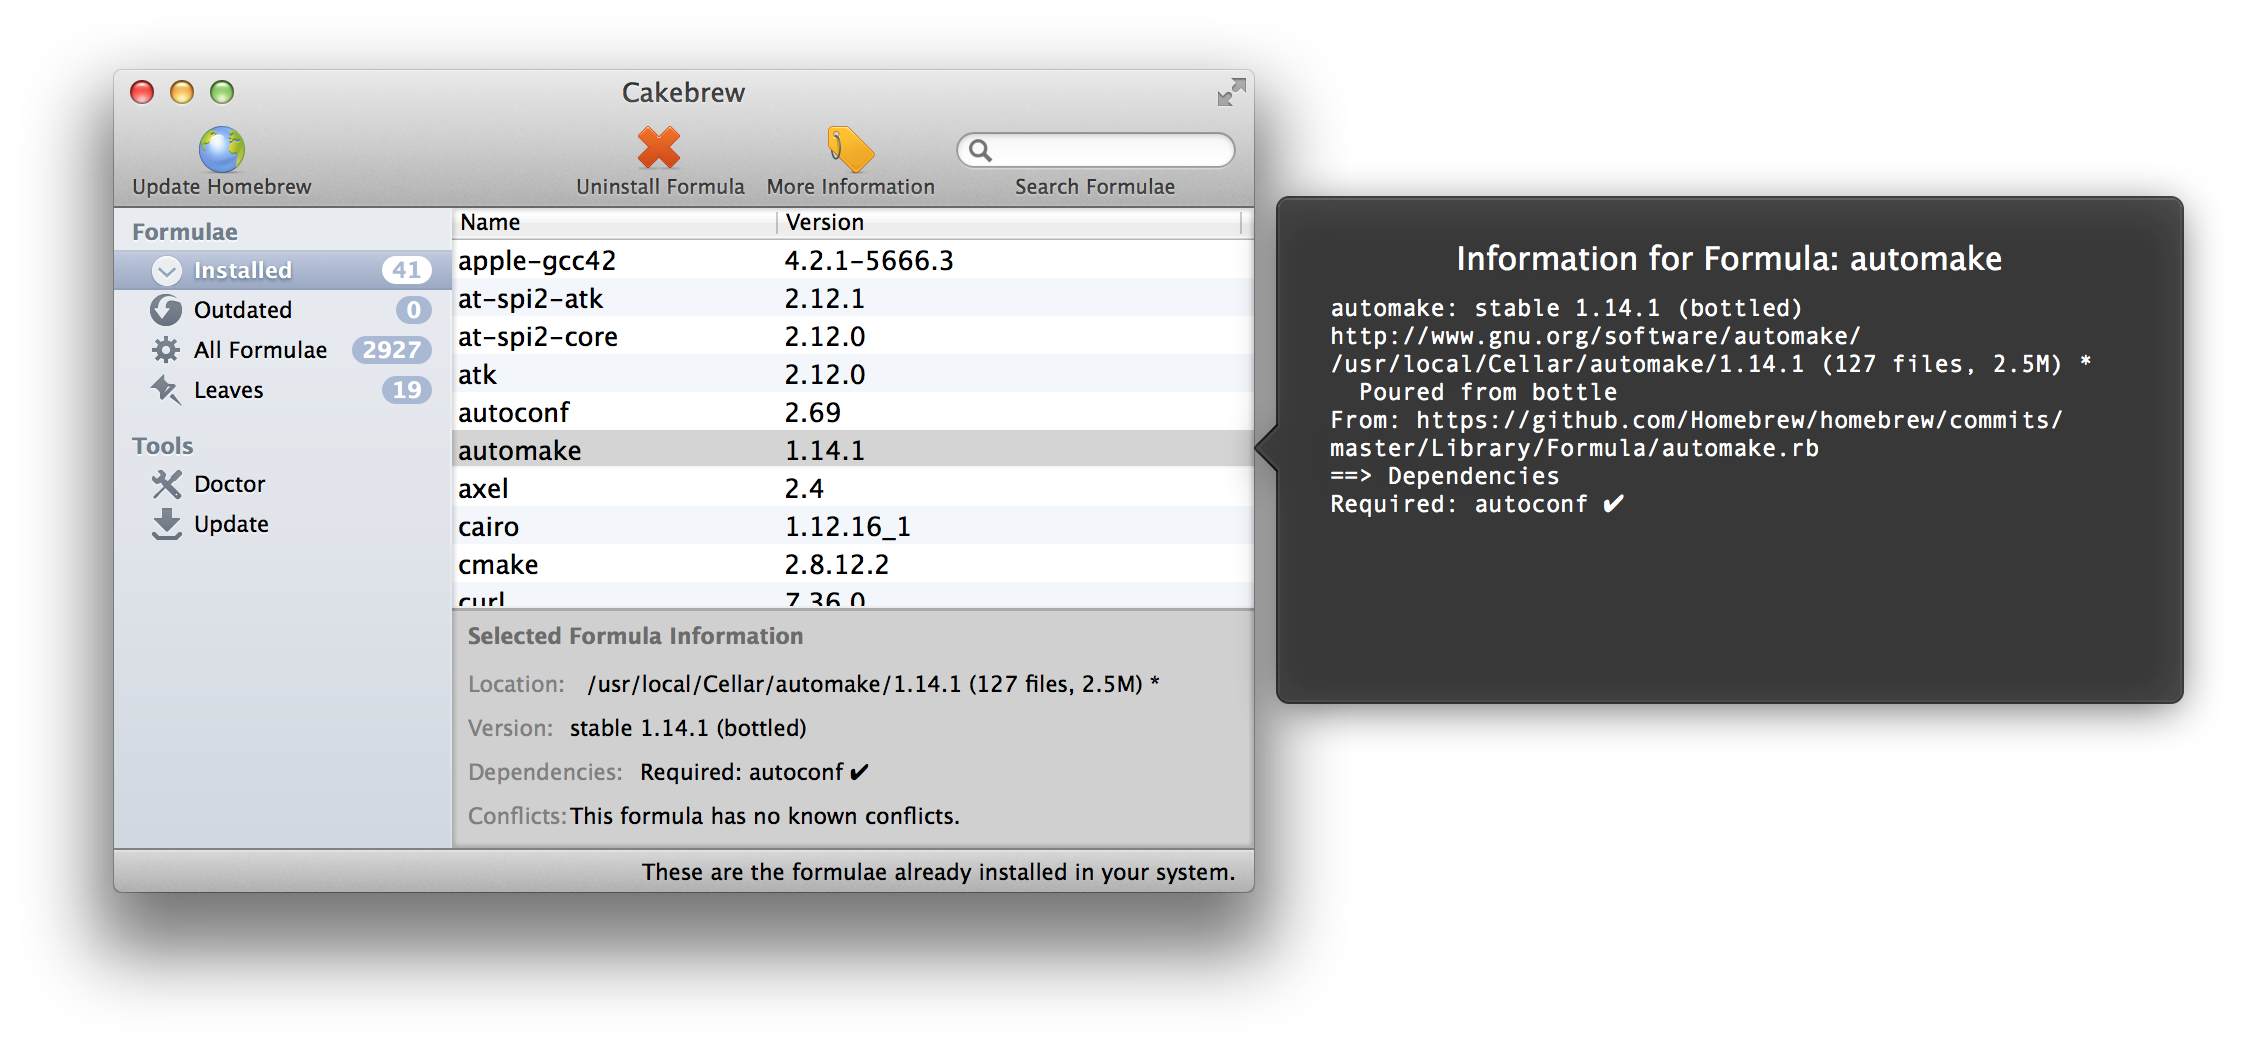 Cakebrew
Update Homebrew
Uninstall Formula
More Information
Search Formulae
Formulae
Installed 41
Outdated 0
All Formulae 2927
Leaves 19
Tools
Doctor
Update
Name Version
apple-gcc42 4.2.1-5666.3
at-spi2-atk 2.12.1
at-spi2-core 2.12.0
atk 2.12.0
autoconf 2.69
automake 1.14.1
axel 2.4
cairo 1.12.16_1
cmake 2.8.12.2
curl 7.36.0
Selected Formula Information
Location: /usr/local/Cellar/automake/1.14.1 (127 files, 2.5M) *
Version: stable 1.14.1 (bottled)
Dependencies: Required: autoconf ✔
Conflicts: This formula has no known conflicts.
These are the formulae already installed in your system.
Information for Formula: automake
automake: stable 1.14.1 (bottled)
http://www.gnu.org/software/automake/
/usr/local/Cellar/automake/1.14.1 (127 files, 2.5M) *
Poured from bottle
From: https://github.com/Homebrew/homebrew/commits/
master/Library/Formula/automake.rb
==> Dependencies
Required: autoconf ✔